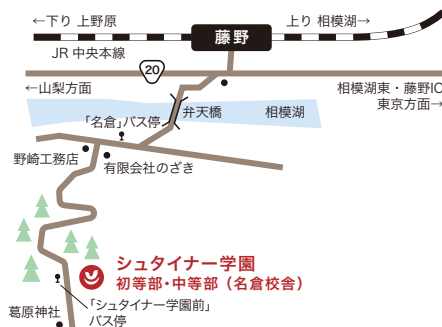 ←下り 上野原
藤野
上り 相模湖→
JR 中央本線
20
←山梨方面
相模湖東・藤野IC
東京方面→
弁天橋
相模湖
「名倉」バス停
野崎工務店
有限会社のざき
シュタイナー学園
初等部・中等部（名倉校舎）
「シュタイナー学園前」
バス停
葛原神社